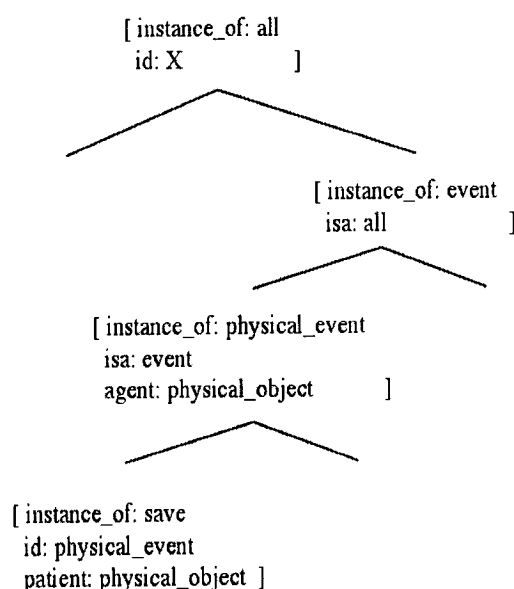 [ instance_of: all
id: X ]
[ instance_of: event
isa: all ]
[ instance_of: physical_event
isa: event
agent: physical_object ]
[ instance_of: save
id: physical_event
patient: physical_object ]